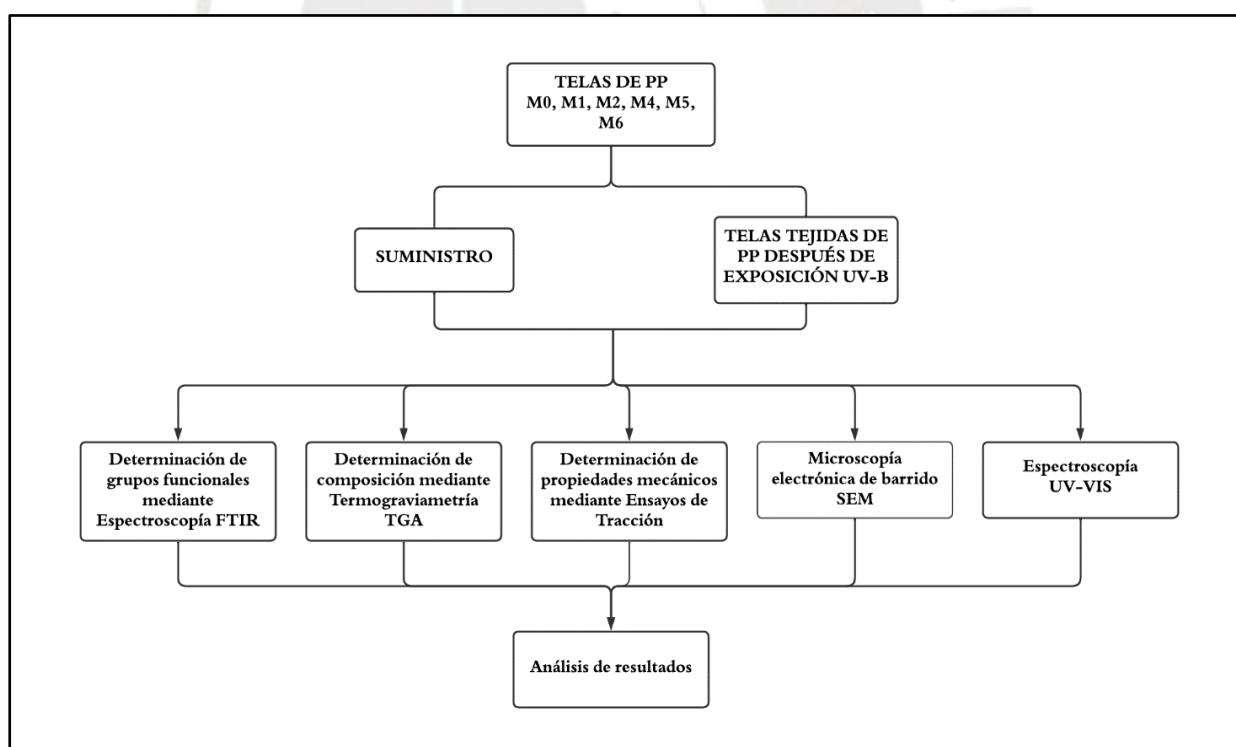 TELAS DE PP
M0, M1, M2, M4, M5,
M6
SUMINISTRO
TELAS TEJIDAS DE
PP DESPUÉS DE
EXPOSICIÓN UV-B
Determinación de
grupos funcionales
mediante
Espectroscopía FTIR
Determinación de
composición mediante
Termograviametría
TGA
Determinación de
propiedades mecánicos
mediante Ensayos de
Tracción
Microscopía
electrónica de barrido
SEM
Espectroscopía
UV-VIS
Análisis de resultados